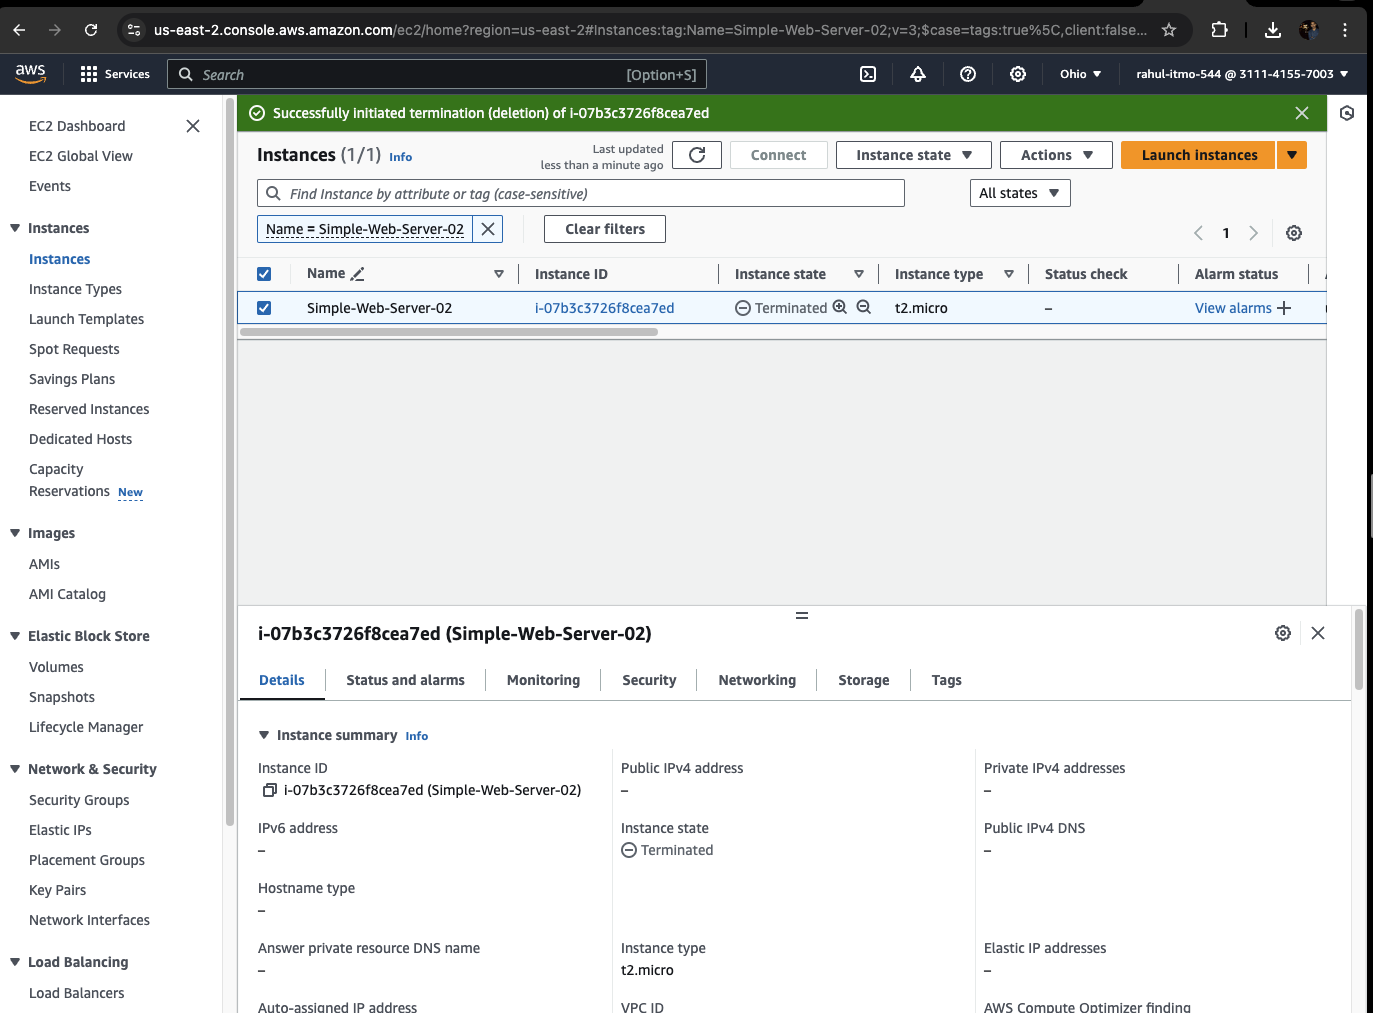 us-east-2.console.aws.amazon.com/ec2/home?region=us-east-2#Instances:tag:Name=Simple-Web-Server-02;v=3;$case=tags:true%5C,client:false...
aws
Services
Search
[Option+S]
Ohio
rahul-itmo-544 @ 3111-4155-7003
EC2 Dashboard
EC2 Global View
Events
Instances
Instances
Instance Types
Launch Templates
Spot Requests
Savings Plans
Reserved Instances
Dedicated Hosts
Capacity
Reservations New
Images
AMIs
AMI Catalog
Elastic Block Store
Volumes
Snapshots
Lifecycle Manager
Network & Security
Security Groups
Elastic IPs
Placement Groups
Key Pairs
Network Interfaces
Load Balancing
Load Balancers
Successfully initiated termination (deletion) of i-07b3c3726f8cea7ed
Instances (1/1) Info
Last updated
less than a minute ago
Connect
Instance state
Actions
Launch instances
Find Instance by attribute or tag (case-sensitive)
All states
Name = Simple-Web-Server-02
Clear filters
1
Name Instance ID Instance state Instance type Status check Alarm status
Simple-Web-Server-02 i-07b3c3726f8cea7ed Terminated t2.micro – View alarms
i-07b3c3726f8cea7ed (Simple-Web-Server-02)
Details Status and alarms Monitoring Security Networking Storage Tags
Instance summary Info
Instance ID
i-07b3c3726f8cea7ed (Simple-Web-Server-02)
Public IPv4 address
–
Private IPv4 addresses
–
IPv6 address
–
Instance state
Terminated
Public IPv4 DNS
–
Hostname type
–
Answer private resource DNS name
–
Instance type
t2.micro
Elastic IP addresses
–
Auto-assigned IP address
VPC ID
AWS Compute Optimizer finding